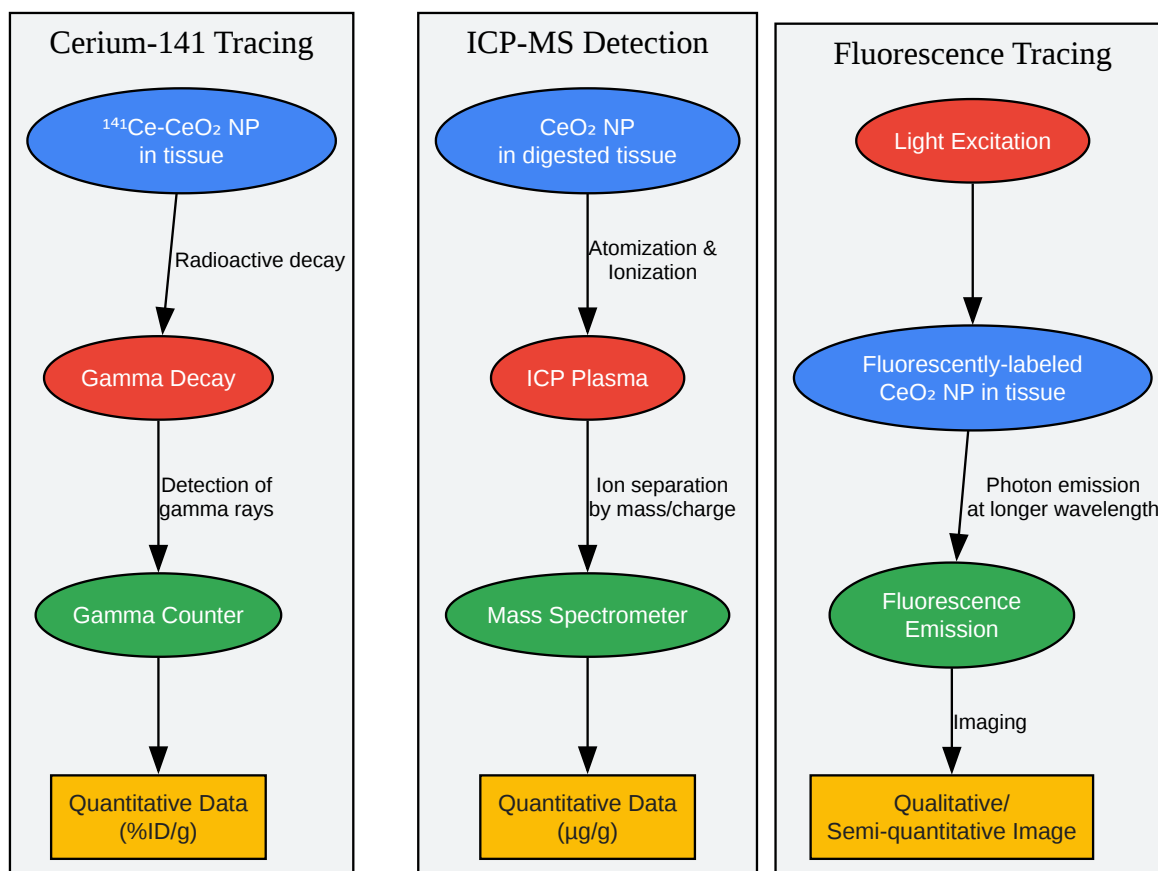 Cerium-141 Tracing
¹⁴¹Ce-CeO₂ NP
in tissue
Radioactive decay
Gamma Decay
Detection of
gamma rays
Gamma Counter
Quantitative Data
(%ID/g)
ICP-MS Detection
CeO₂ NP
in digested tissue
Atomization &
Ionization
ICP Plasma
Ion separation
by mass/charge
Mass Spectrometer
Quantitative Data
(µg/g)
Fluorescence Tracing
Light Excitation
Fluorescently-labeled
CeO₂ NP in tissue
Photon emission
at longer wavelength
Fluorescence
Emission
Imaging
Qualitative/
Semi-quantitative Image